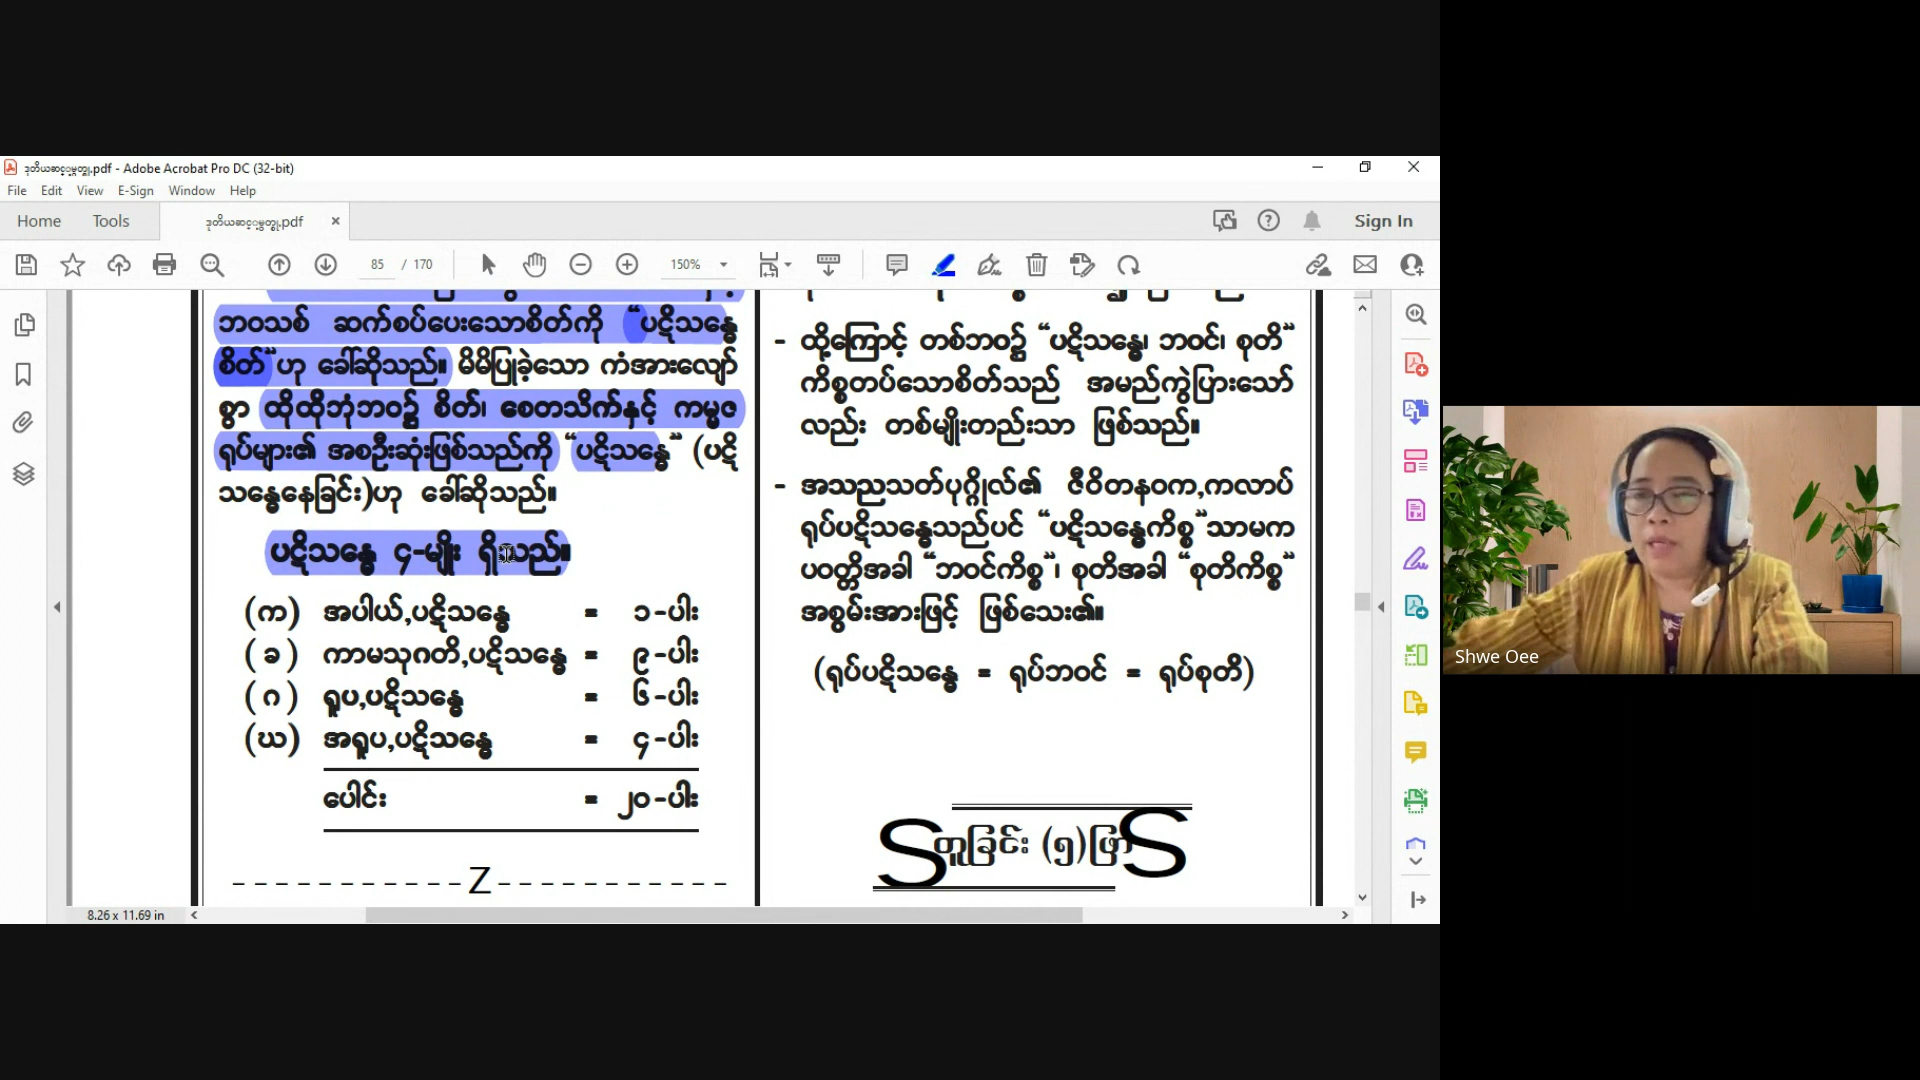 ဒုတိယဆင့်မွတ္စု.pdf - Adobe Acrobat Pro DC (32-bit)
File Edit View E-Sign Window Help
Home Tools
Sign In
85 / 170
150%
ဘဝသစ် ဆက်စပ်ပေးသောစိတ်ကို “ပဋိသန္ဓေ
စိတ်”ဟု ခေါ်ဆိုသည်။ မိမိပြုခဲ့သော ကံအားလျော်
စွာ ထိုထိုဘုံဘဝ၌ စိတ်၊ စေတသိက်နှင့် ကမ္မဇ
ရုပ်များ၏ အစဦးဆုံးဖြစ်သည်ကို “ပဋိသန္ဓေ” (ပဋိ
သန္ဓေနေခြင်း)ဟု ခေါ်ဆိုသည်။
ပဋိသန္ဓေ ၄-မျိုး ရှိသည်။
(က) အပါယ်,ပဋိသန္ဓေ = ၁-ပါး
(ခ) ကာမသုဂတိ,ပဋိသန္ဓေ = ၉-ပါး
(ဂ) ရူပ,ပဋိသန္ဓေ = ၆-ပါး
(ဃ) အရူပ,ပဋိသန္ဓေ = ၄-ပါး
ပေါင်း = ၂၀-ပါး
- - - - - - - - - - - Z - - - - - - - - - - -
- ထို့ကြောင့် တစ်ဘဝ၌ “ပဋိသန္ဓေ၊ ဘဝင်၊ စုတိ”
ကိစ္စတပ်သောစိတ်သည် အမည်ကွဲပြားသော်
လည်း တစ်မျိုးတည်းသာ ဖြစ်သည်။
- အသညသတ်ပုဂ္ဂိုလ်၏ ဇီဝိတနဝက,ကလာပ်
ရုပ်ပဋိသန္ဓေသည်ပင် “ပဋိသန္ဓေကိစ္စ”သာမက
ပဝတ္တိအခါ “ဘဝင်ကိစ္စ”၊ စုတိအခါ “စုတိကိစ္စ”
အစွမ်းအားဖြင့် ဖြစ်သေး၏။
(ရုပ်ပဋိသန္ဓေ = ရုပ်ဘဝင် = ရုပ်စုတိ)
S တူခြင်း (၅)ဖြာ S
8.26 x 11.69 in
Shwe Oee